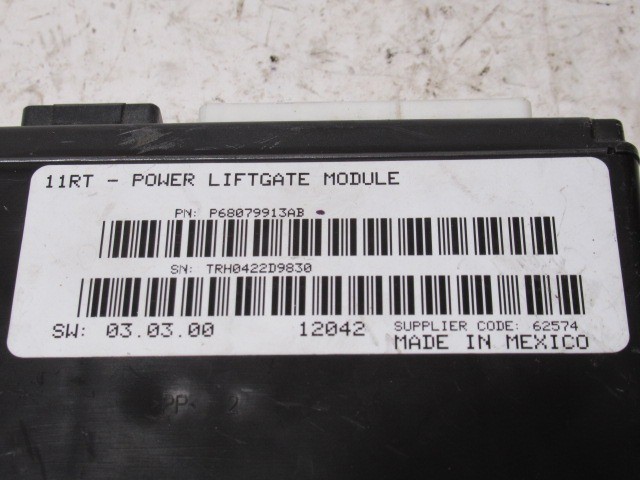 11RT - POWER LIFTGATE MODULE
PN: P68079913AB
SN: TRH0422D9830
SW: 03.03.00 12042 SUPPLIER CODE: 62574
MADE IN MEXICO